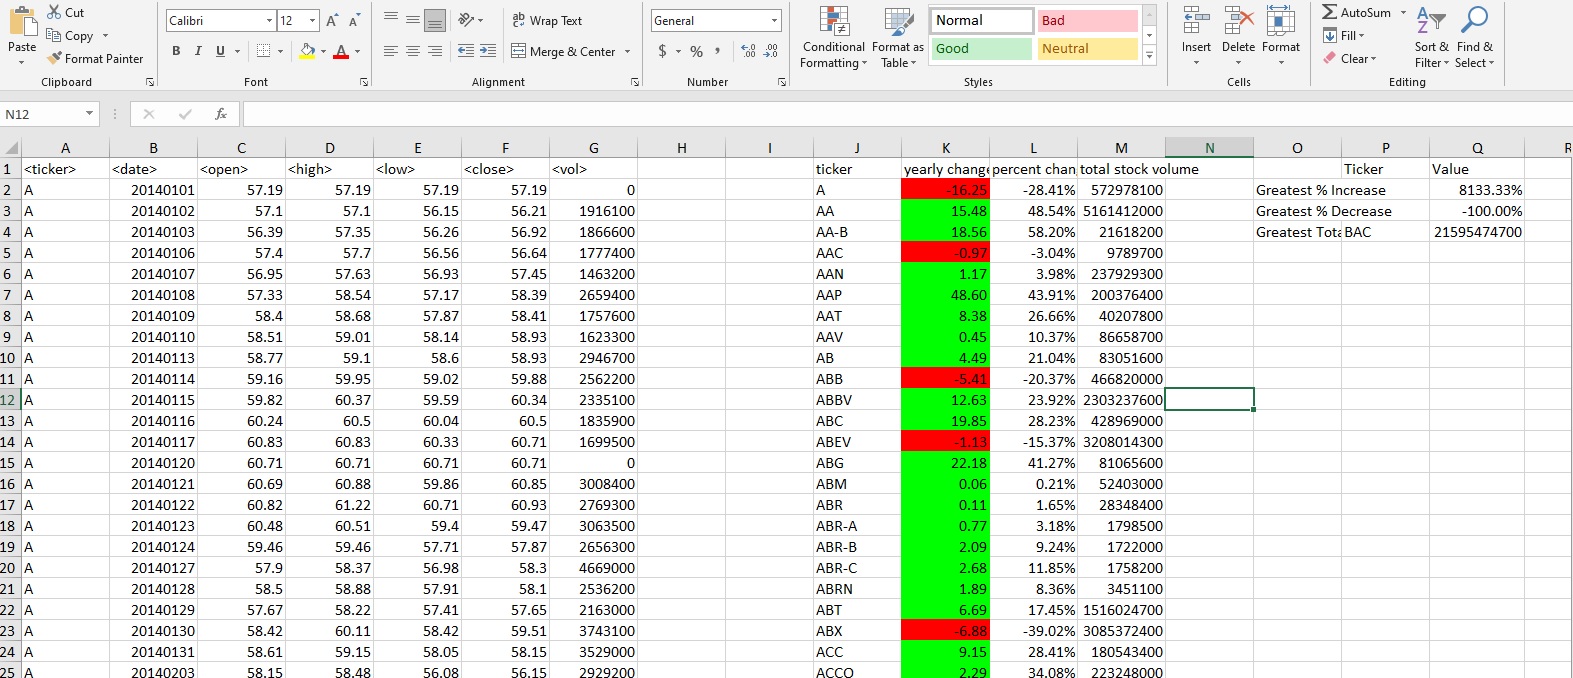 Cut Calibri 12 A A ab Wrap Text General Normal Bad AutoSum A Z
Paste Copy Insert Delete Format Sort & Find &
B I U A Merge & Center $ % , .00 Conditional Format as Good Neutral Fill
Format Painter Formatting Table Clear Filter Select
Clipboard Font Alignment Number Styles Cells Editing
N12 fx
A B C D E F G H I J K L M N O P Q R
1 <ticker> <date> <open> <high> <low> <close> <vol> ticker yearly change percent chan total stock volume Ticker Value
2 A 20140101 57.19 57.19 57.19 57.19 0 A -16.25 -28.41% 572978100 Greatest % Increase 8133.33%
3 A 20140102 57.1 57.1 56.15 56.21 1916100 AA 15.48 48.54% 5161412000 Greatest % Decrease -100.00%
4 A 20140103 56.39 57.35 56.26 56.92 1866600 AA-B 18.56 58.20% 21618200 Greatest Tota BAC 21595474700
5 A 20140106 57.4 57.7 56.56 56.64 1777400 AAC -0.97 -3.04% 9789700
6 A 20140107 56.95 57.63 56.93 57.45 1463200 AAN 1.17 3.98% 237929300
7 A 20140108 57.33 58.54 57.17 58.39 2659400 AAP 48.60 43.91% 200376400
8 A 20140109 58.4 58.68 57.87 58.41 1757600 AAT 8.38 26.66% 40207800
9 A 20140110 58.51 59.01 58.14 58.93 1623300 AAV 0.45 10.37% 86658700
10 A 20140113 58.77 59.1 58.6 58.93 2946700 AB 4.49 21.04% 83051600
11 A 20140114 59.16 59.95 59.02 59.88 2562200 ABB -5.41 -20.37% 466820000
12 A 20140115 59.82 60.37 59.59 60.34 2335100 ABBV 12.63 23.92% 2303237600
13 A 20140116 60.24 60.5 60.04 60.5 1835900 ABC 19.85 28.23% 428969000
14 A 20140117 60.83 60.83 60.33 60.71 1699500 ABEV -1.13 -15.37% 3208014300
15 A 20140120 60.71 60.71 60.71 60.71 0 ABG 22.18 41.27% 81065600
16 A 20140121 60.69 60.88 59.86 60.85 3008400 ABM 0.06 0.21% 52403000
17 A 20140122 60.82 61.22 60.71 60.93 2769300 ABR 0.11 1.65% 28348400
18 A 20140123 60.48 60.51 59.4 59.47 3063500 ABR-A 0.77 3.18% 1798500
19 A 20140124 59.46 59.46 57.71 57.87 2656300 ABR-B 2.09 9.24% 1722000
20 A 20140127 57.9 58.37 56.98 58.3 4669000 ABR-C 2.68 11.85% 1758200
21 A 20140128 58.5 58.88 57.91 58.1 2536200 ABRN 1.89 8.36% 3451100
22 A 20140129 57.67 58.22 57.41 57.65 2163000 ABT 6.69 17.45% 1516024700
23 A 20140130 58.42 60.11 58.42 59.51 3743100 ABX -6.88 -39.02% 3085372400
24 A 20140131 58.61 59.15 58.05 58.15 3529000 ACC 9.15 28.41% 180543400
25 A 20140203 58.15 58.48 56.08 56.15 2929200 ACCO 2.29 34.08% 223248000